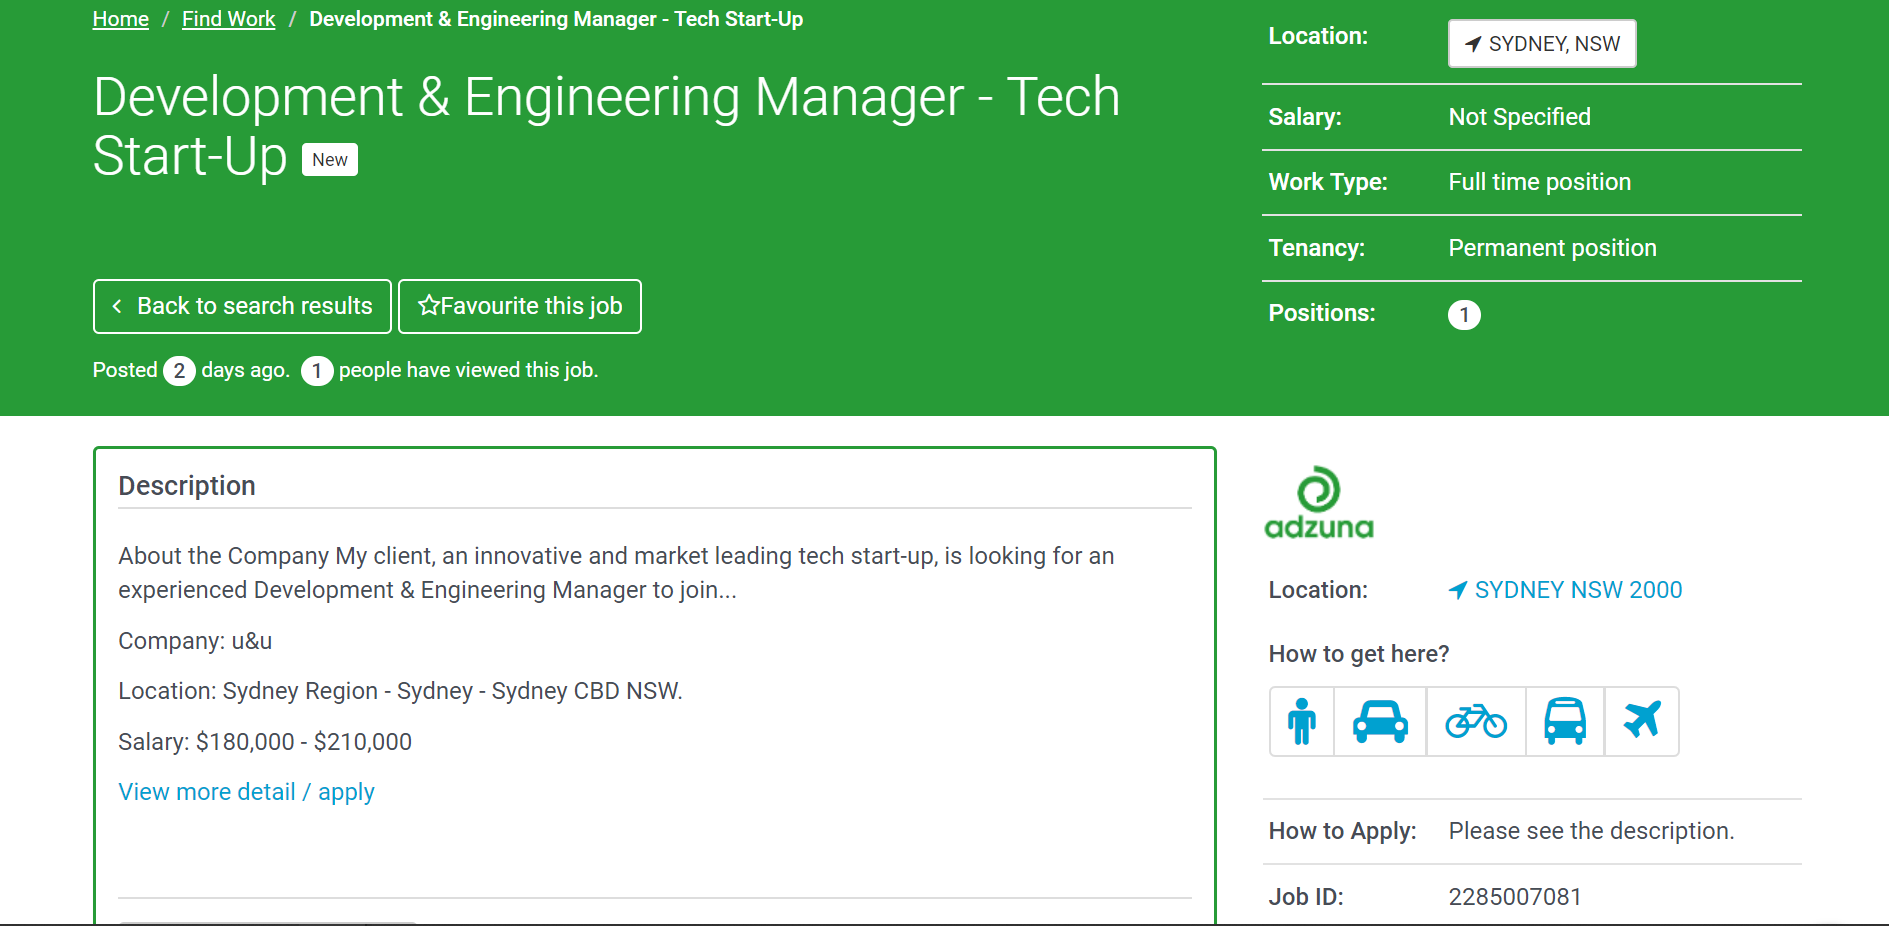 Home / Find Work / Development & Engineering Manager - Tech Start-Up
Development & Engineering Manager - Tech
Start-Up New
Back to search results
Favourite this job
Posted 2 days ago. 1 people have viewed this job.
Location: SYDNEY, NSW
Salary: Not Specified
Work Type: Full time position
Tenancy: Permanent position
Positions: 1
Description
About the Company My client, an innovative and market leading tech start-up, is looking for an
experienced Development & Engineering Manager to join...
Company: u&u
Location: Sydney Region - Sydney - Sydney CBD NSW.
Salary: $180,000 - $210,000
View more detail / apply
adzuna
Location: SYDNEY NSW 2000
How to get here?
How to Apply: Please see the description.
Job ID: 2285007081